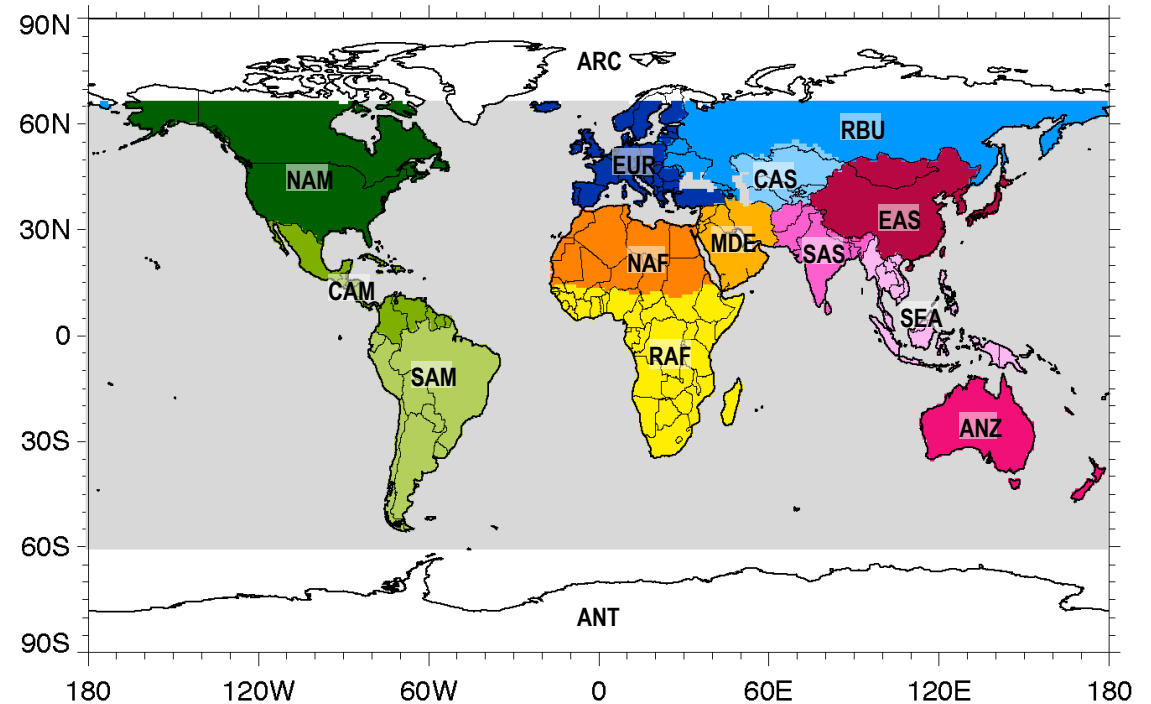 90N
ARC
60N
RBU
EUR
NAM
CAS
30N
EAS
MDE
SAS
NAF
CAM
SEA
0
RAF
SAM
ANZ
30S
60S
ANT
90S
180 120W 60W 0 60E 120E 180